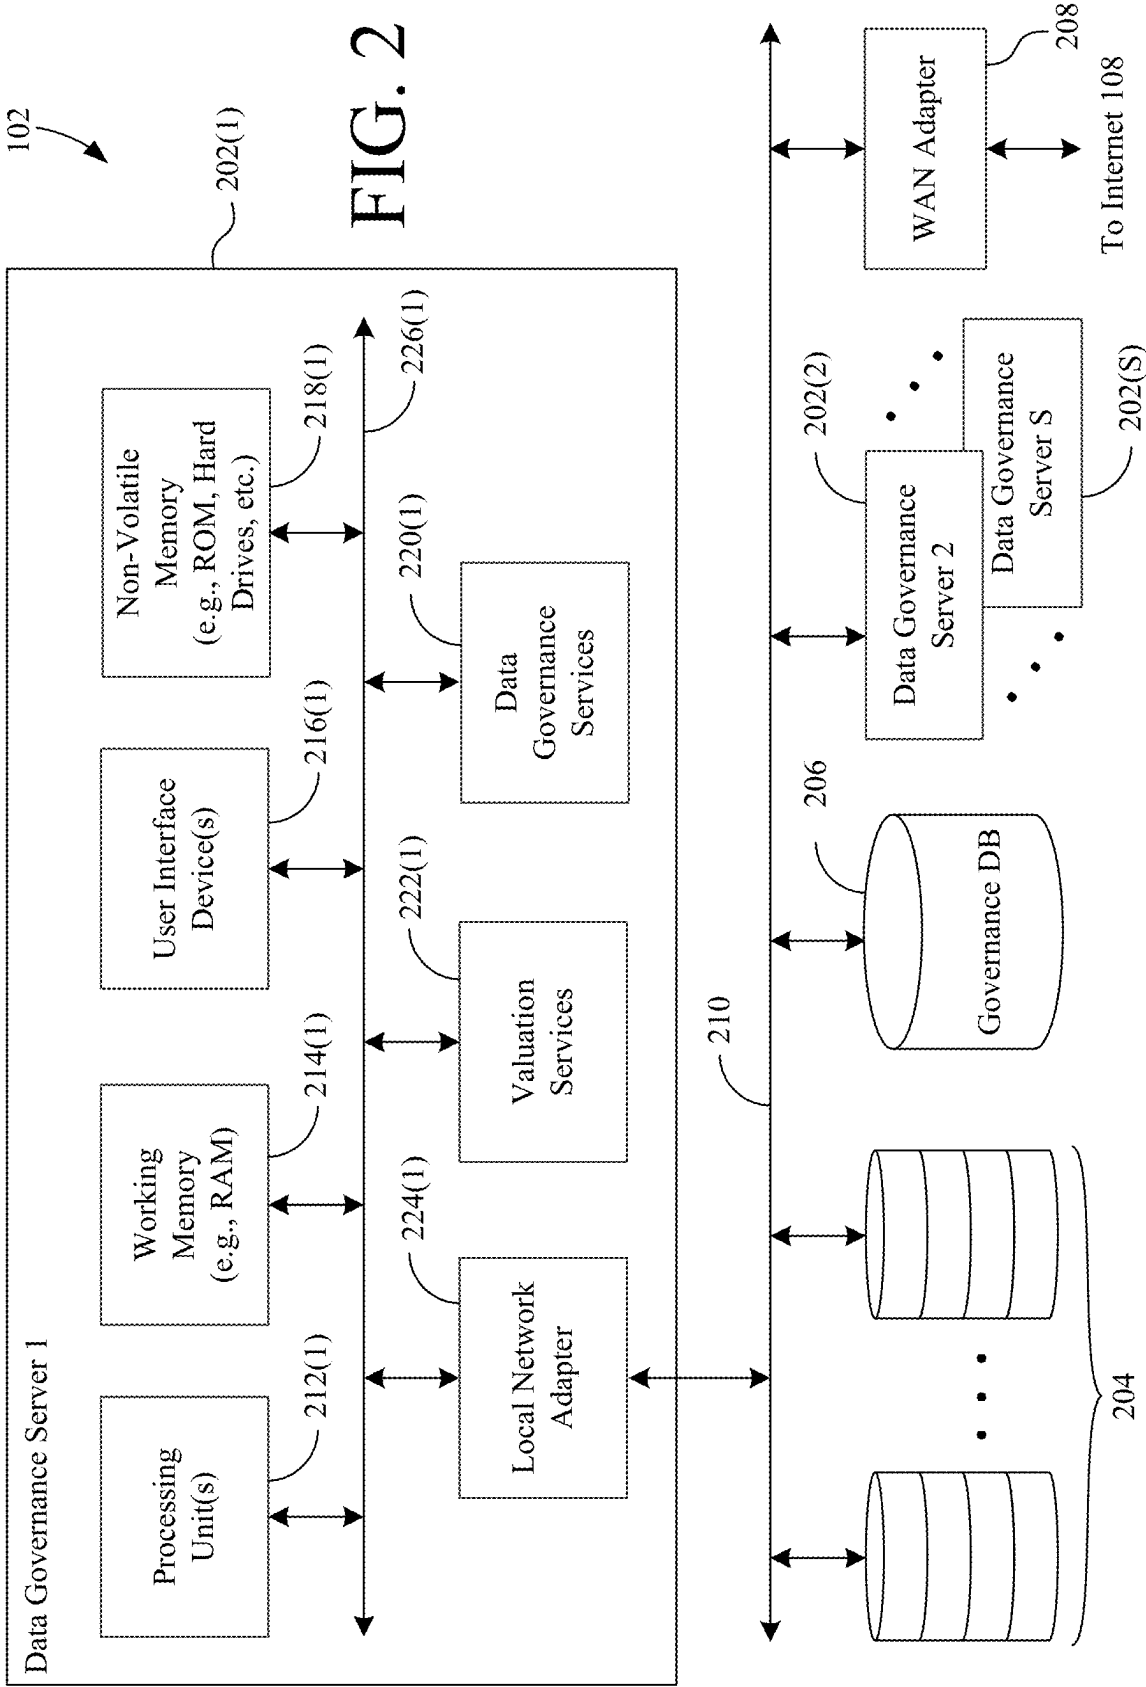 102
Data Governance Server 1
202(1)
Processing
Unit(s)
212(1)
Working
Memory
(e.g., RAM)
214(1)
User Interface
Device(s)
216(1)
Non-Volatile
Memory
(e.g., ROM, Hard
Drives, etc.)
218(1)
FIG. 2
226(1)
Local Network
Adapter
224(1)
Valuation
Services
222(1)
Data
Governance
Services
220(1)
210
204
Governance DB
206
Data Governance
Server 2
202(2)
Data Governance
Server S
202(S)
WAN Adapter
208
To Internet 108